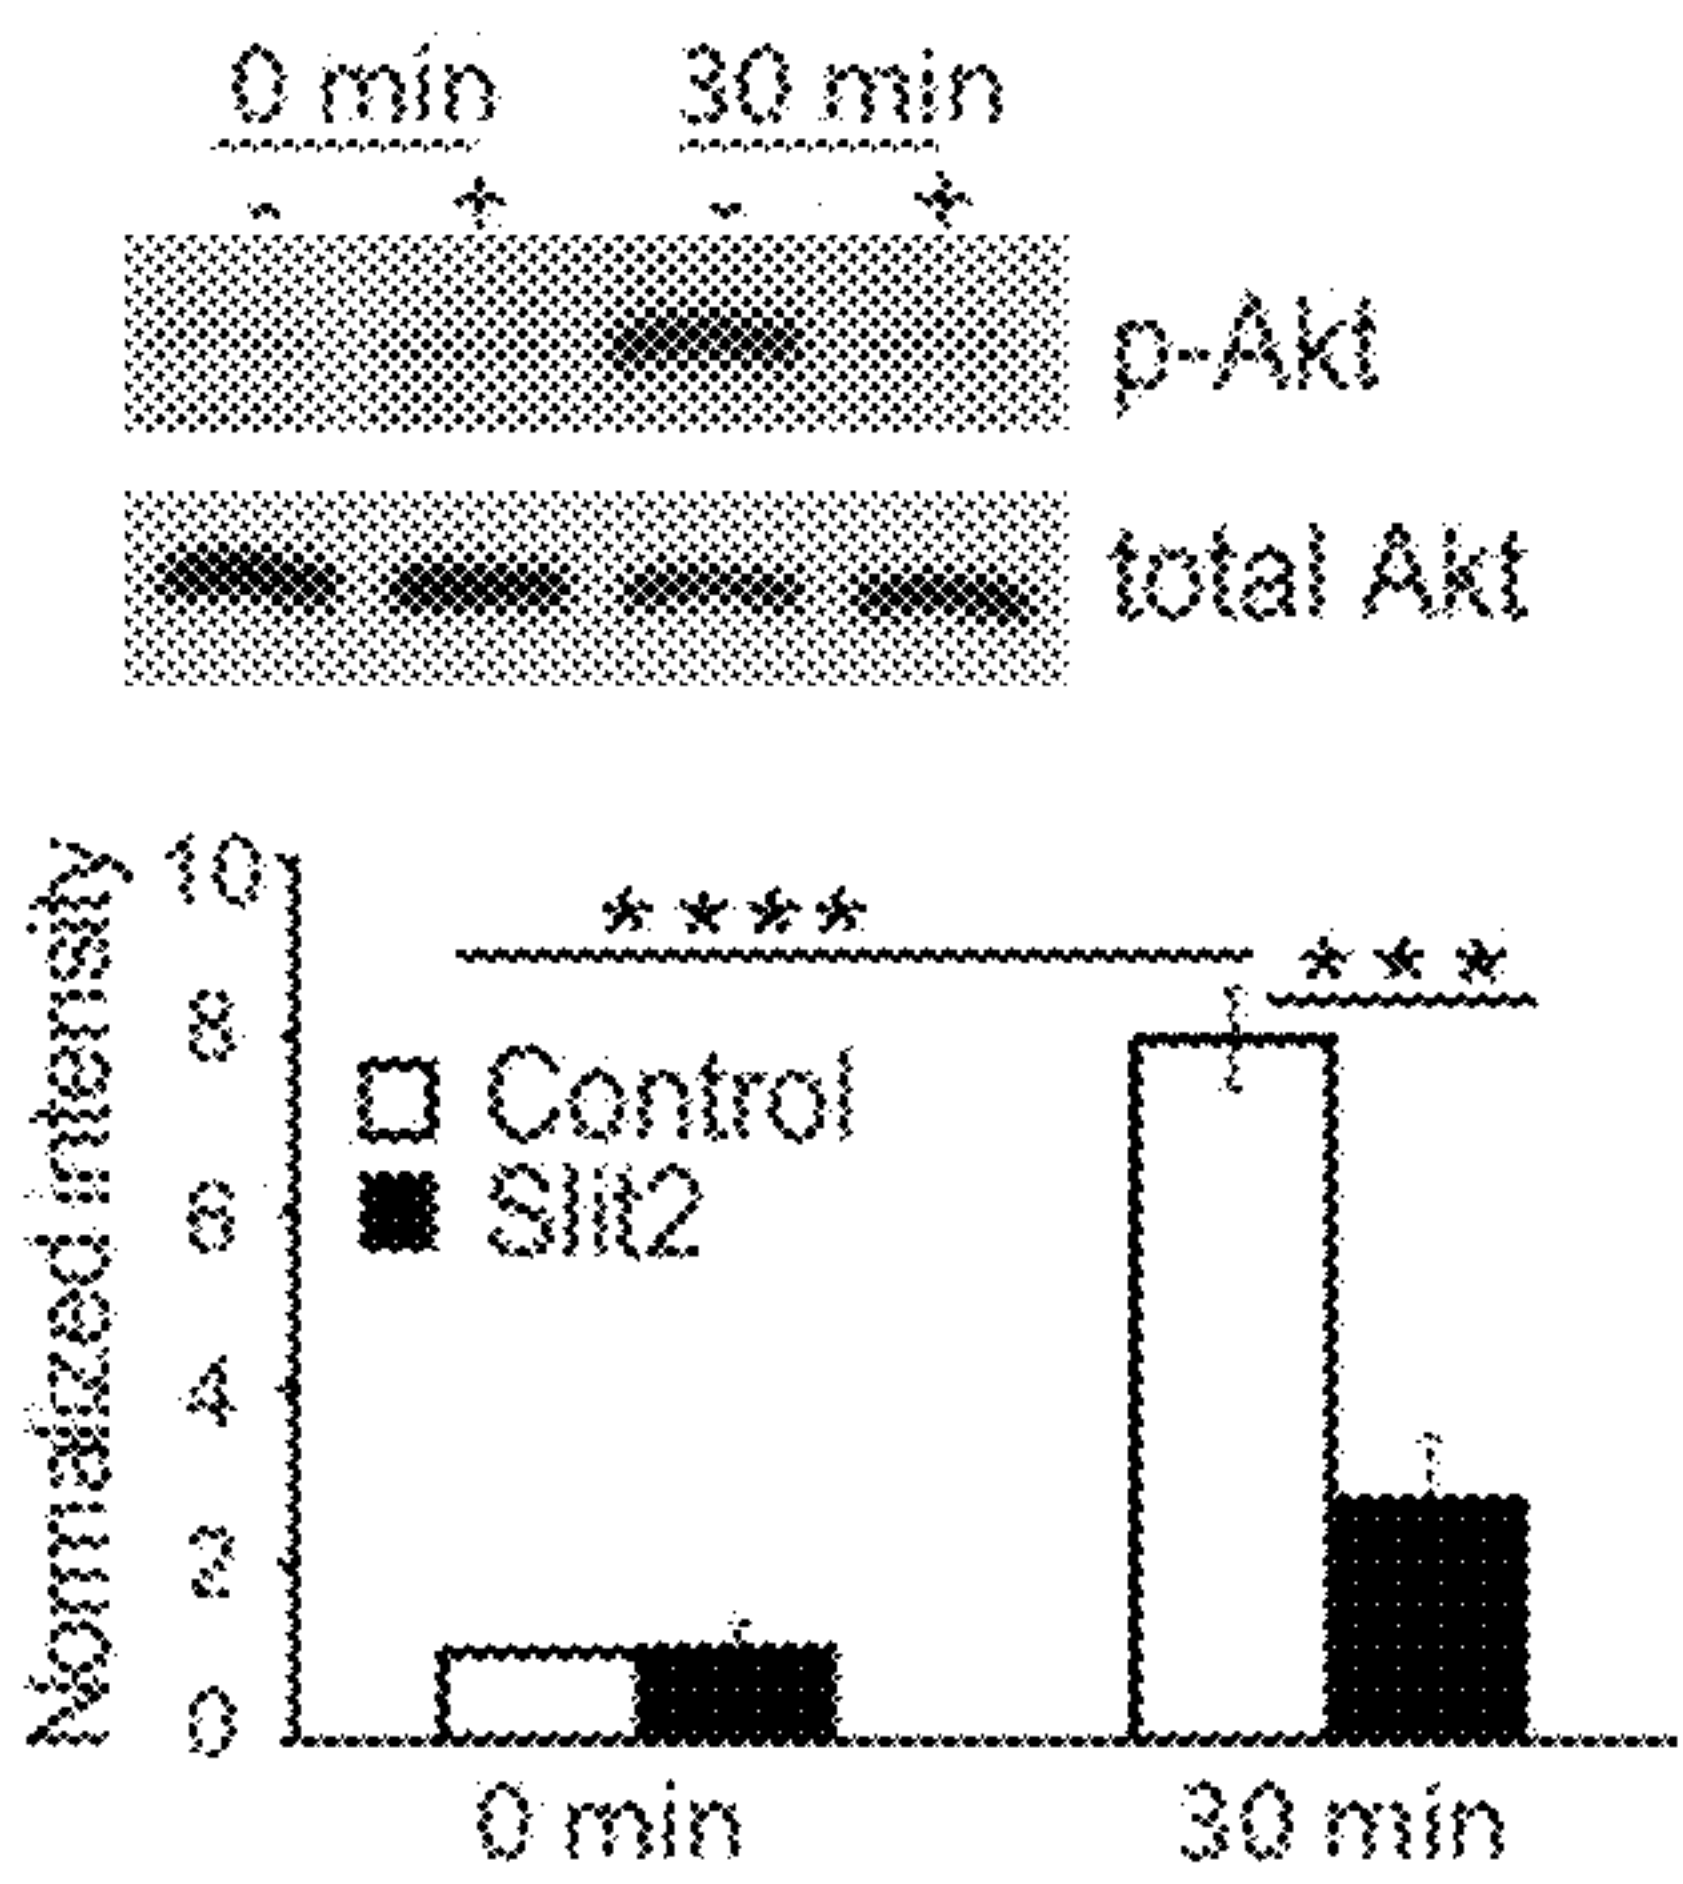 0 min 30 min
- + - +
p-Akt
total Akt
Normalized intensity
10
8
6
4
2
0
**** ***
Control
Slit2
0 min 30 min